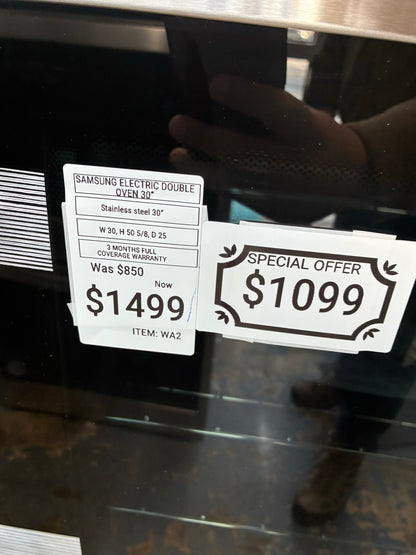 SAMSUNG ELECTRIC DOUBLE
OVEN 30"
Stainless steel 30"
W 30, H 50 5/8, D 25
3 MONTHS FULL
COVERAGE WARRANTY
Was $850
Now
$1499
ITEM: WA2
SPECIAL OFFER
$1099